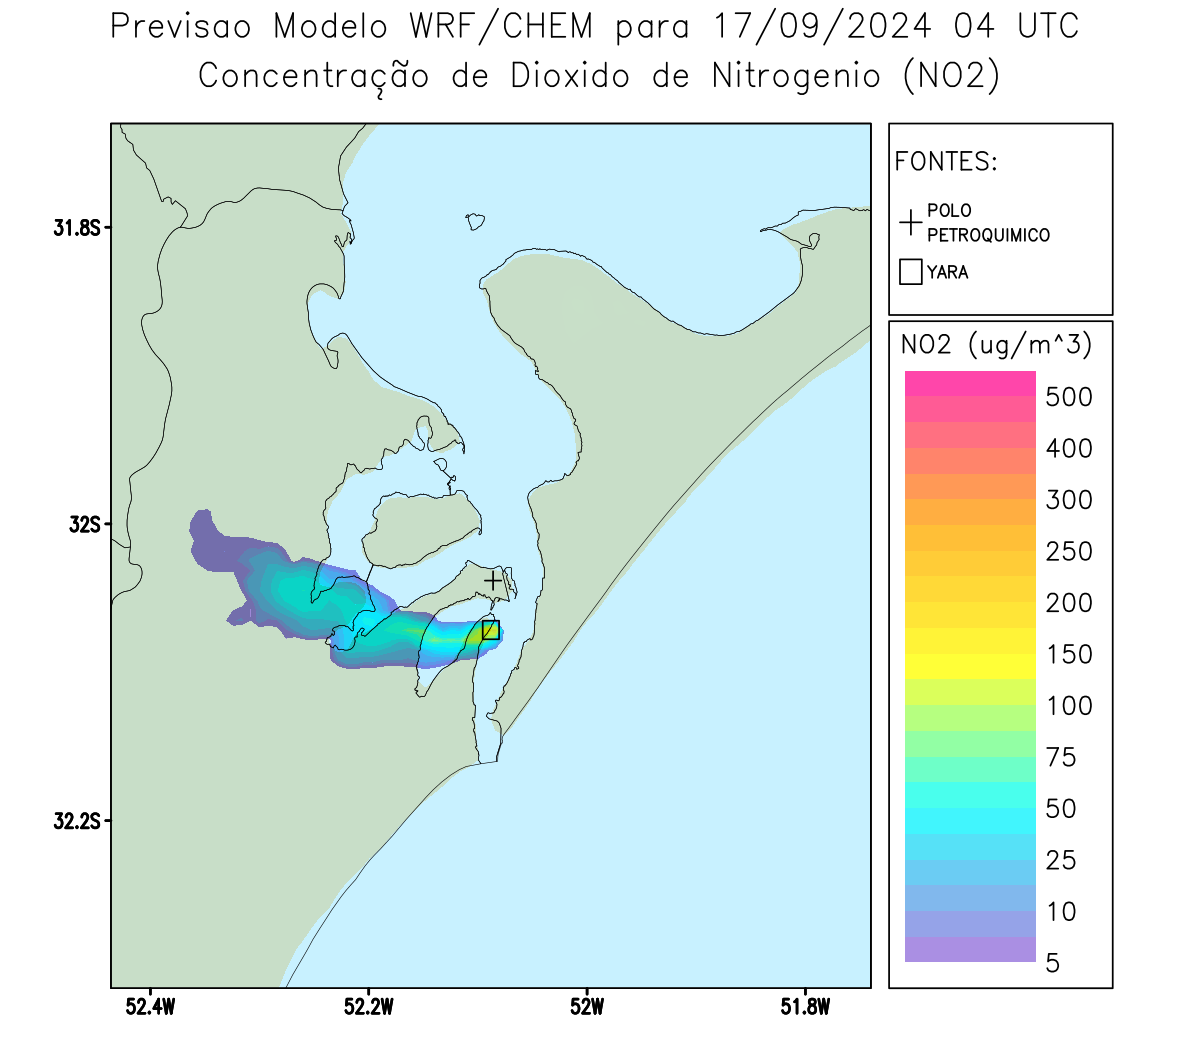 Previsao Modelo WRF/CHEM para 17/09/2024 04 UTC
Concentração de Dioxido de Nitrogenio (NO2)
FONTES:
POLO
PETROQUIMICO
YARA
NO2 (ug/m^3)
500
400
300
250
200
150
100
75
50
25
10
5
31.8S
32S
32.2S
52.4W
52.2W
52W
51.8W